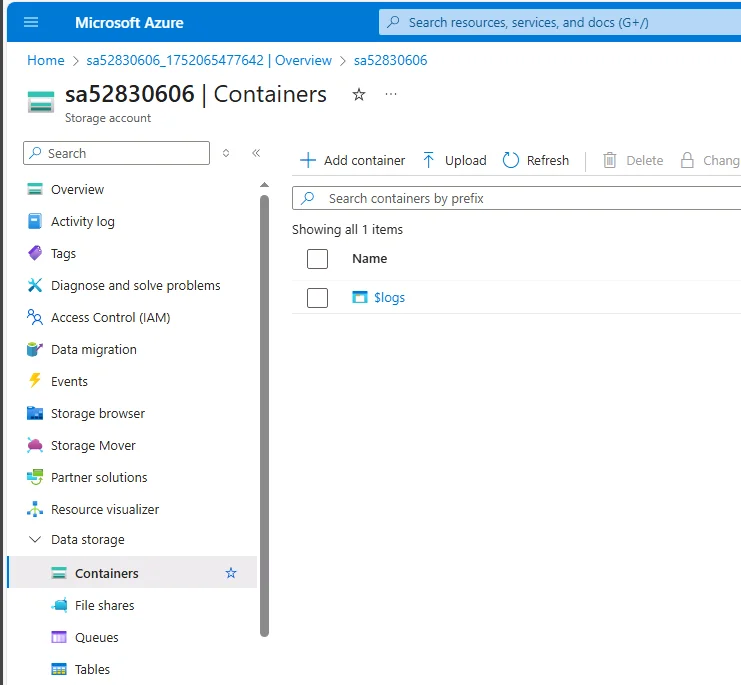 Microsoft Azure
Search resources, services, and docs (G+/)
Home > sa52830606_1752065477642 | Overview > sa52830606
sa52830606 | Containers
Storage account
Search
Overview
Activity log
Tags
Diagnose and solve problems
Access Control (IAM)
Data migration
Events
Storage browser
Storage Mover
Partner solutions
Resource visualizer
Data storage
Containers
File shares
Queues
Tables
Add container Upload Refresh Delete Chang
Search containers by prefix
Showing all 1 items
Name
$logs